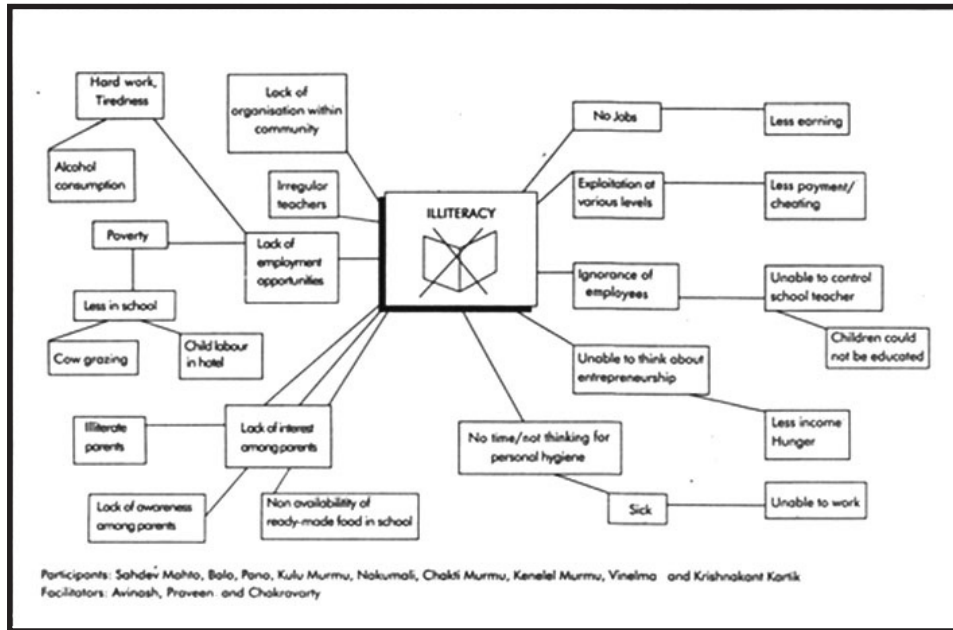 Hard work,
Tiredness
Alcohol
consumption
Lack of
organisation within
community
Irregular
teachers
Poverty
Lack of
employment
opportunities
Less in school
Cow grazing
Child labour
in hotel
Illiterate
parents
Lack of interest
among parents
Lack of awareness
among parents
Non availabitity of
ready-made food in school
ILLITERACY
No Jobs
Less earning
Exploitation at
various levels
Less payment/
cheating
Ignorance of
employees
Unable to control
school teacher
Children could
not be educated
Unable to think about
entrepreneurship
Less income
Hunger
No time/not thinking for
personal hygiene
Sick
Unable to work
Participants: Sahdev Mahto, Balo, Pano, Kulu Murmu, Nakumali, Chakti Murmu, Kenelel Murmu, Vinelma and Krishnakant Kartik
Facilitators: Avinash, Praveen and Chakravarty